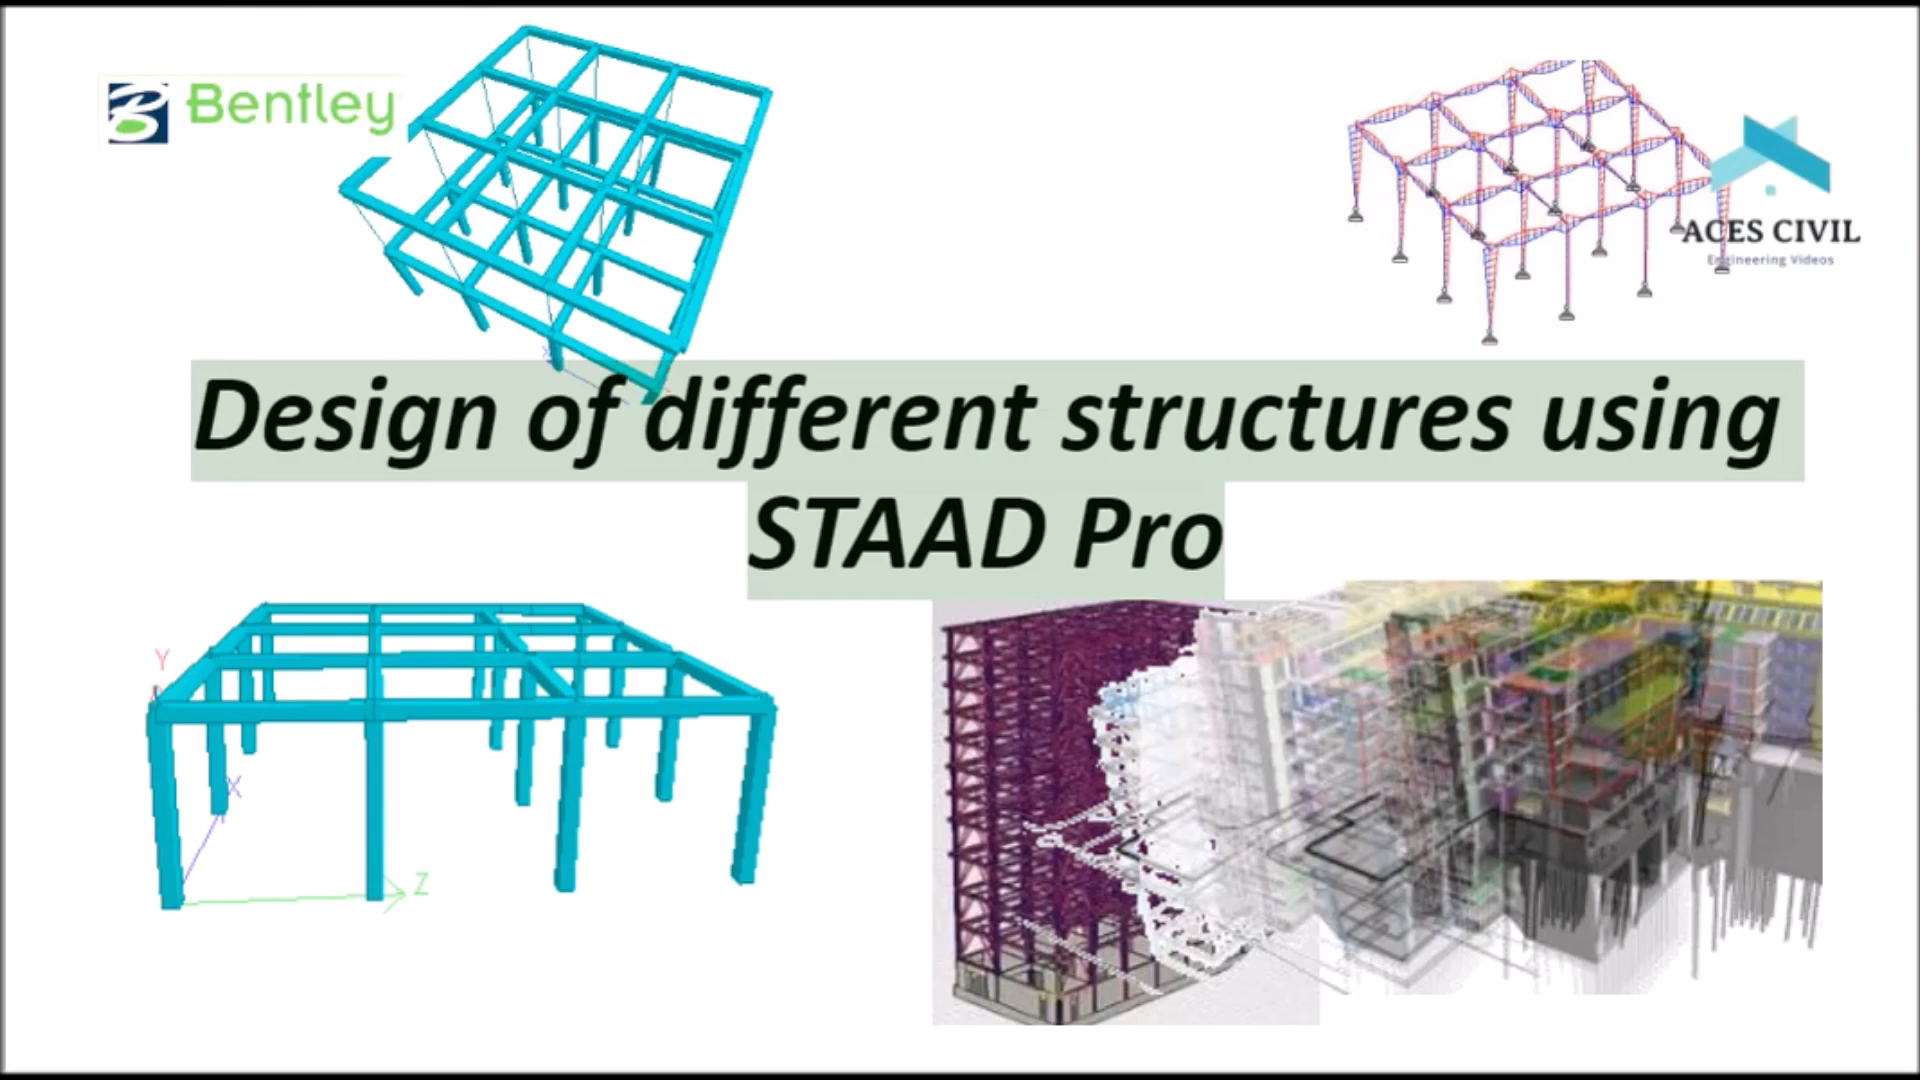 Bentley
ACES CIVIL
Engineering Videos
Design of different structures using
STAAD Pro
Y
X
Z
X